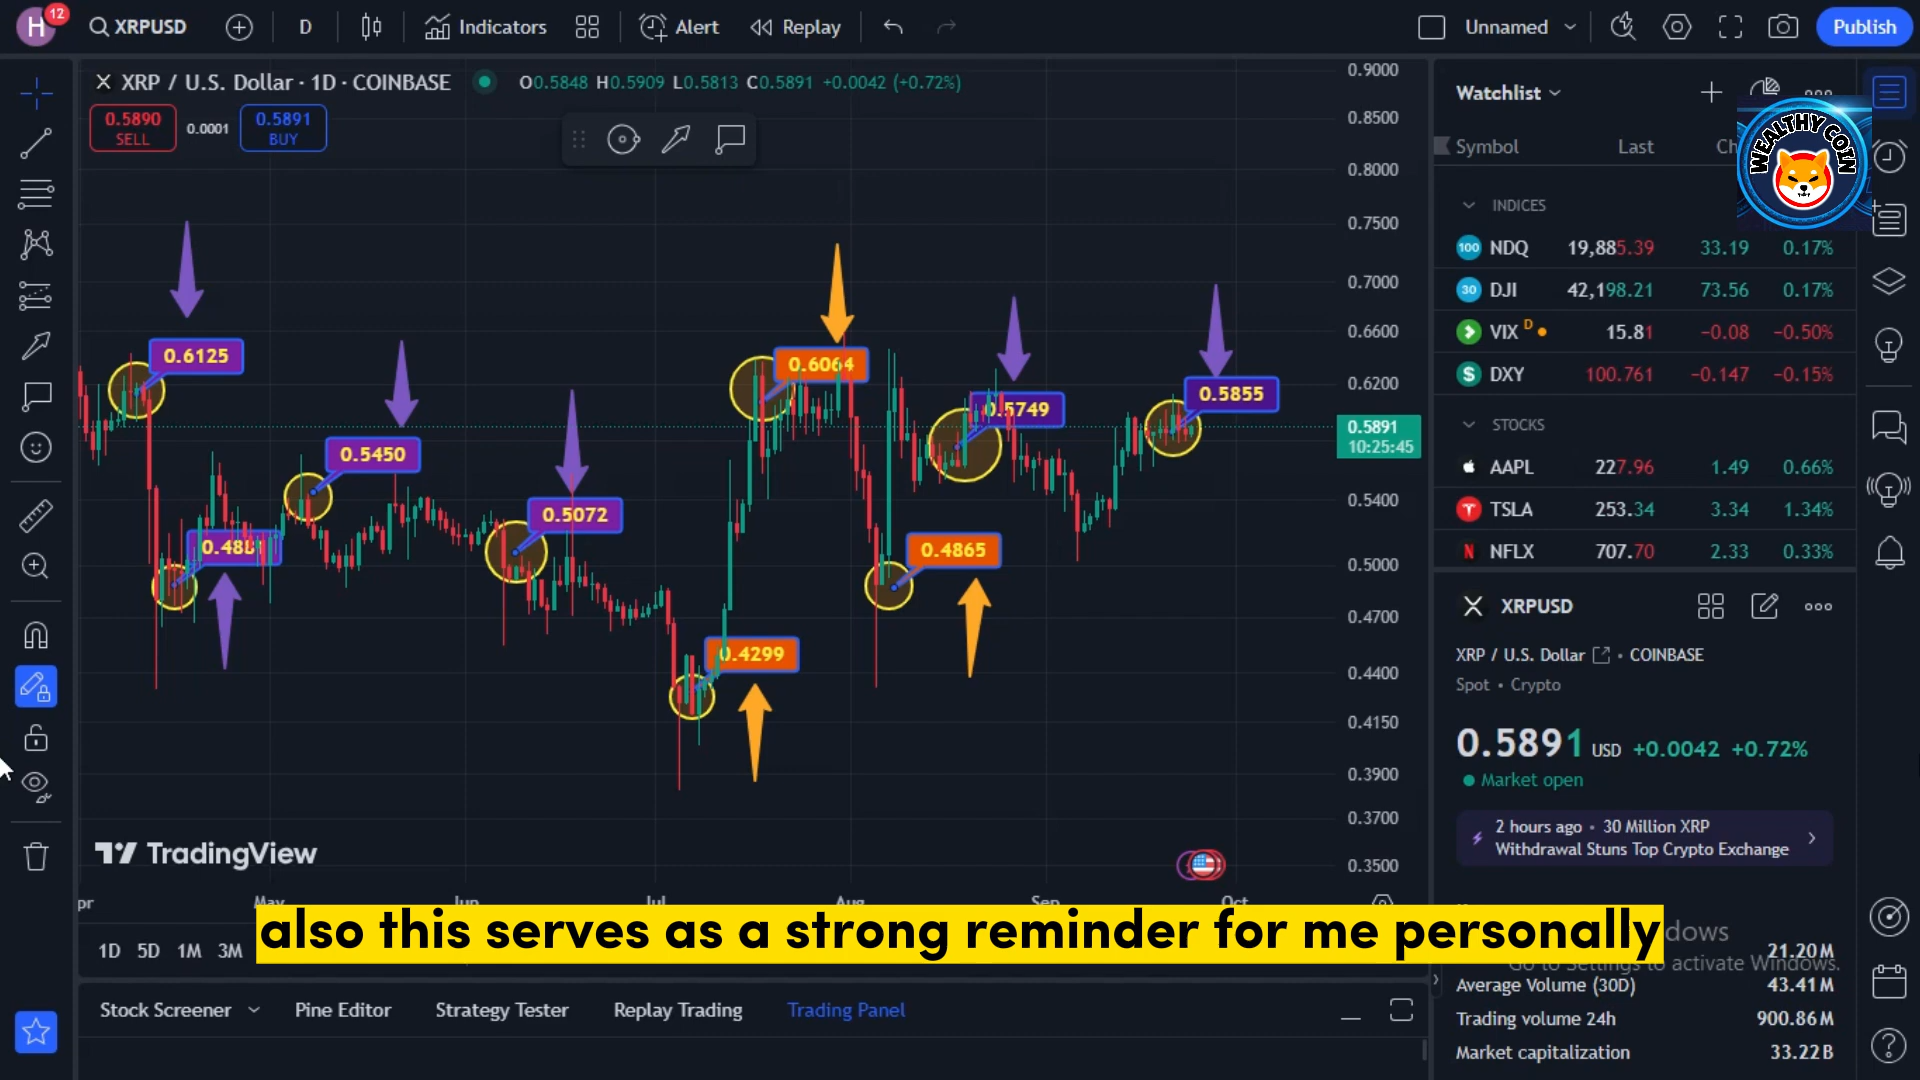 H
12
XRPUSD
D
Indicators
Alert
Replay
Unnamed
Publish
XRP / U.S. Dollar · 1D · COINBASE
O0.5848 H0.5909 L0.5813 C0.5891 +0.0042 (+0.72%)
0.5890
SELL
0.0001
0.5891
BUY
0.9000
0.8500
0.8000
0.7500
0.7000
0.6600
0.6200
0.5891
10:25:45
0.5400
0.5000
0.4700
0.4400
0.4150
0.3900
0.3700
0.3500
0.6125
0.5450
0.5072
0.4299
0.6064
0.4865
0.5749
0.5855
TradingView
May
Jul
Aug
Sep
Oct
also this serves as a strong reminder for me personally
1D 5D 1M 3M
Stock Screener
Pine Editor
Strategy Tester
Replay Trading
Trading Panel
Watchlist
WEALTHY COIN
Symbol Last
INDICES
100 NDQ 19,885.39 33.19 0.17%
30 DJI 42,198.21 73.56 0.17%
VIX D 15.81 −0.08 −0.50%
$ DXY 100.761 −0.147 −0.15%
STOCKS
AAPL 227.96 1.49 0.66%
TSLA 253.34 3.34 1.34%
NFLX 707.70 2.33 0.33%
XRPUSD
XRP / U.S. Dollar • COINBASE
Spot • Crypto
0.5891 USD +0.0042 +0.72%
Market open
2 hours ago • 30 Million XRP
Withdrawal Stuns Top Crypto Exchange
21.20M
to activate Windows.
Average Volume (30D) 43.41M
Trading volume 24h 900.86M
Market capitalization 33.22B